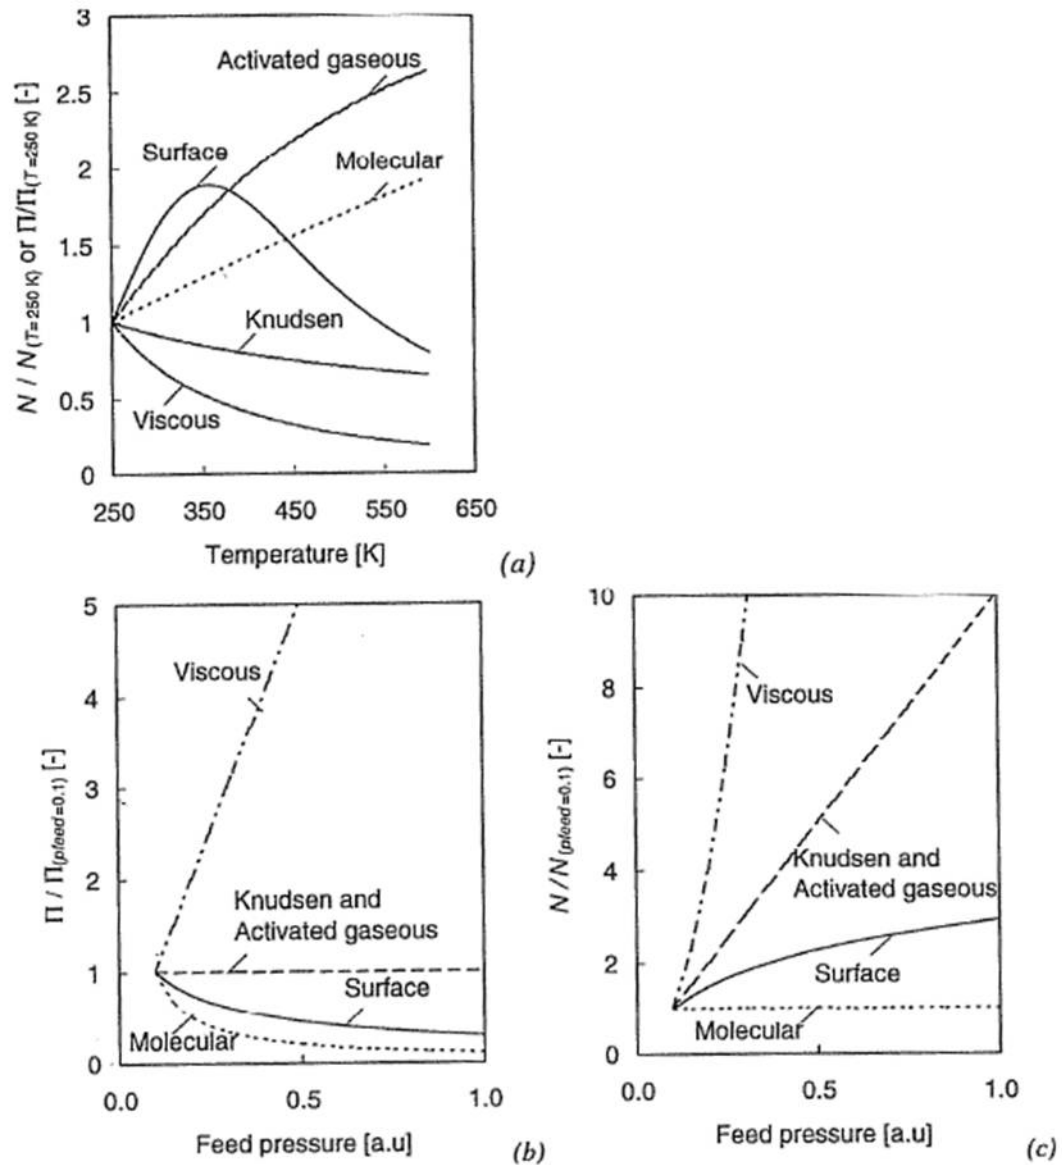 3
2.5
2
1.5
1
0.5
0
N / N(T=250 K) or Π/Π(T=250 K) [-]
Activated gaseous
Surface
Molecular
Knudsen
Viscous
250 350 450 550 650
Temperature [K]
(a)
5
4
3
2
1
0
Π / Π(pfeed=0.1) [-]
Viscous
Knudsen and
Activated gaseous
Surface
Molecular
0.0 0.5 1.0
Feed pressure [a.u]
(b)
10
8
6
4
2
0
N / N(pfeed=0.1) [-]
Viscous
Knudsen and
Activated gaseous
Surface
Molecular
0.0 0.5 1.0
Feed pressure [a.u]
(c)